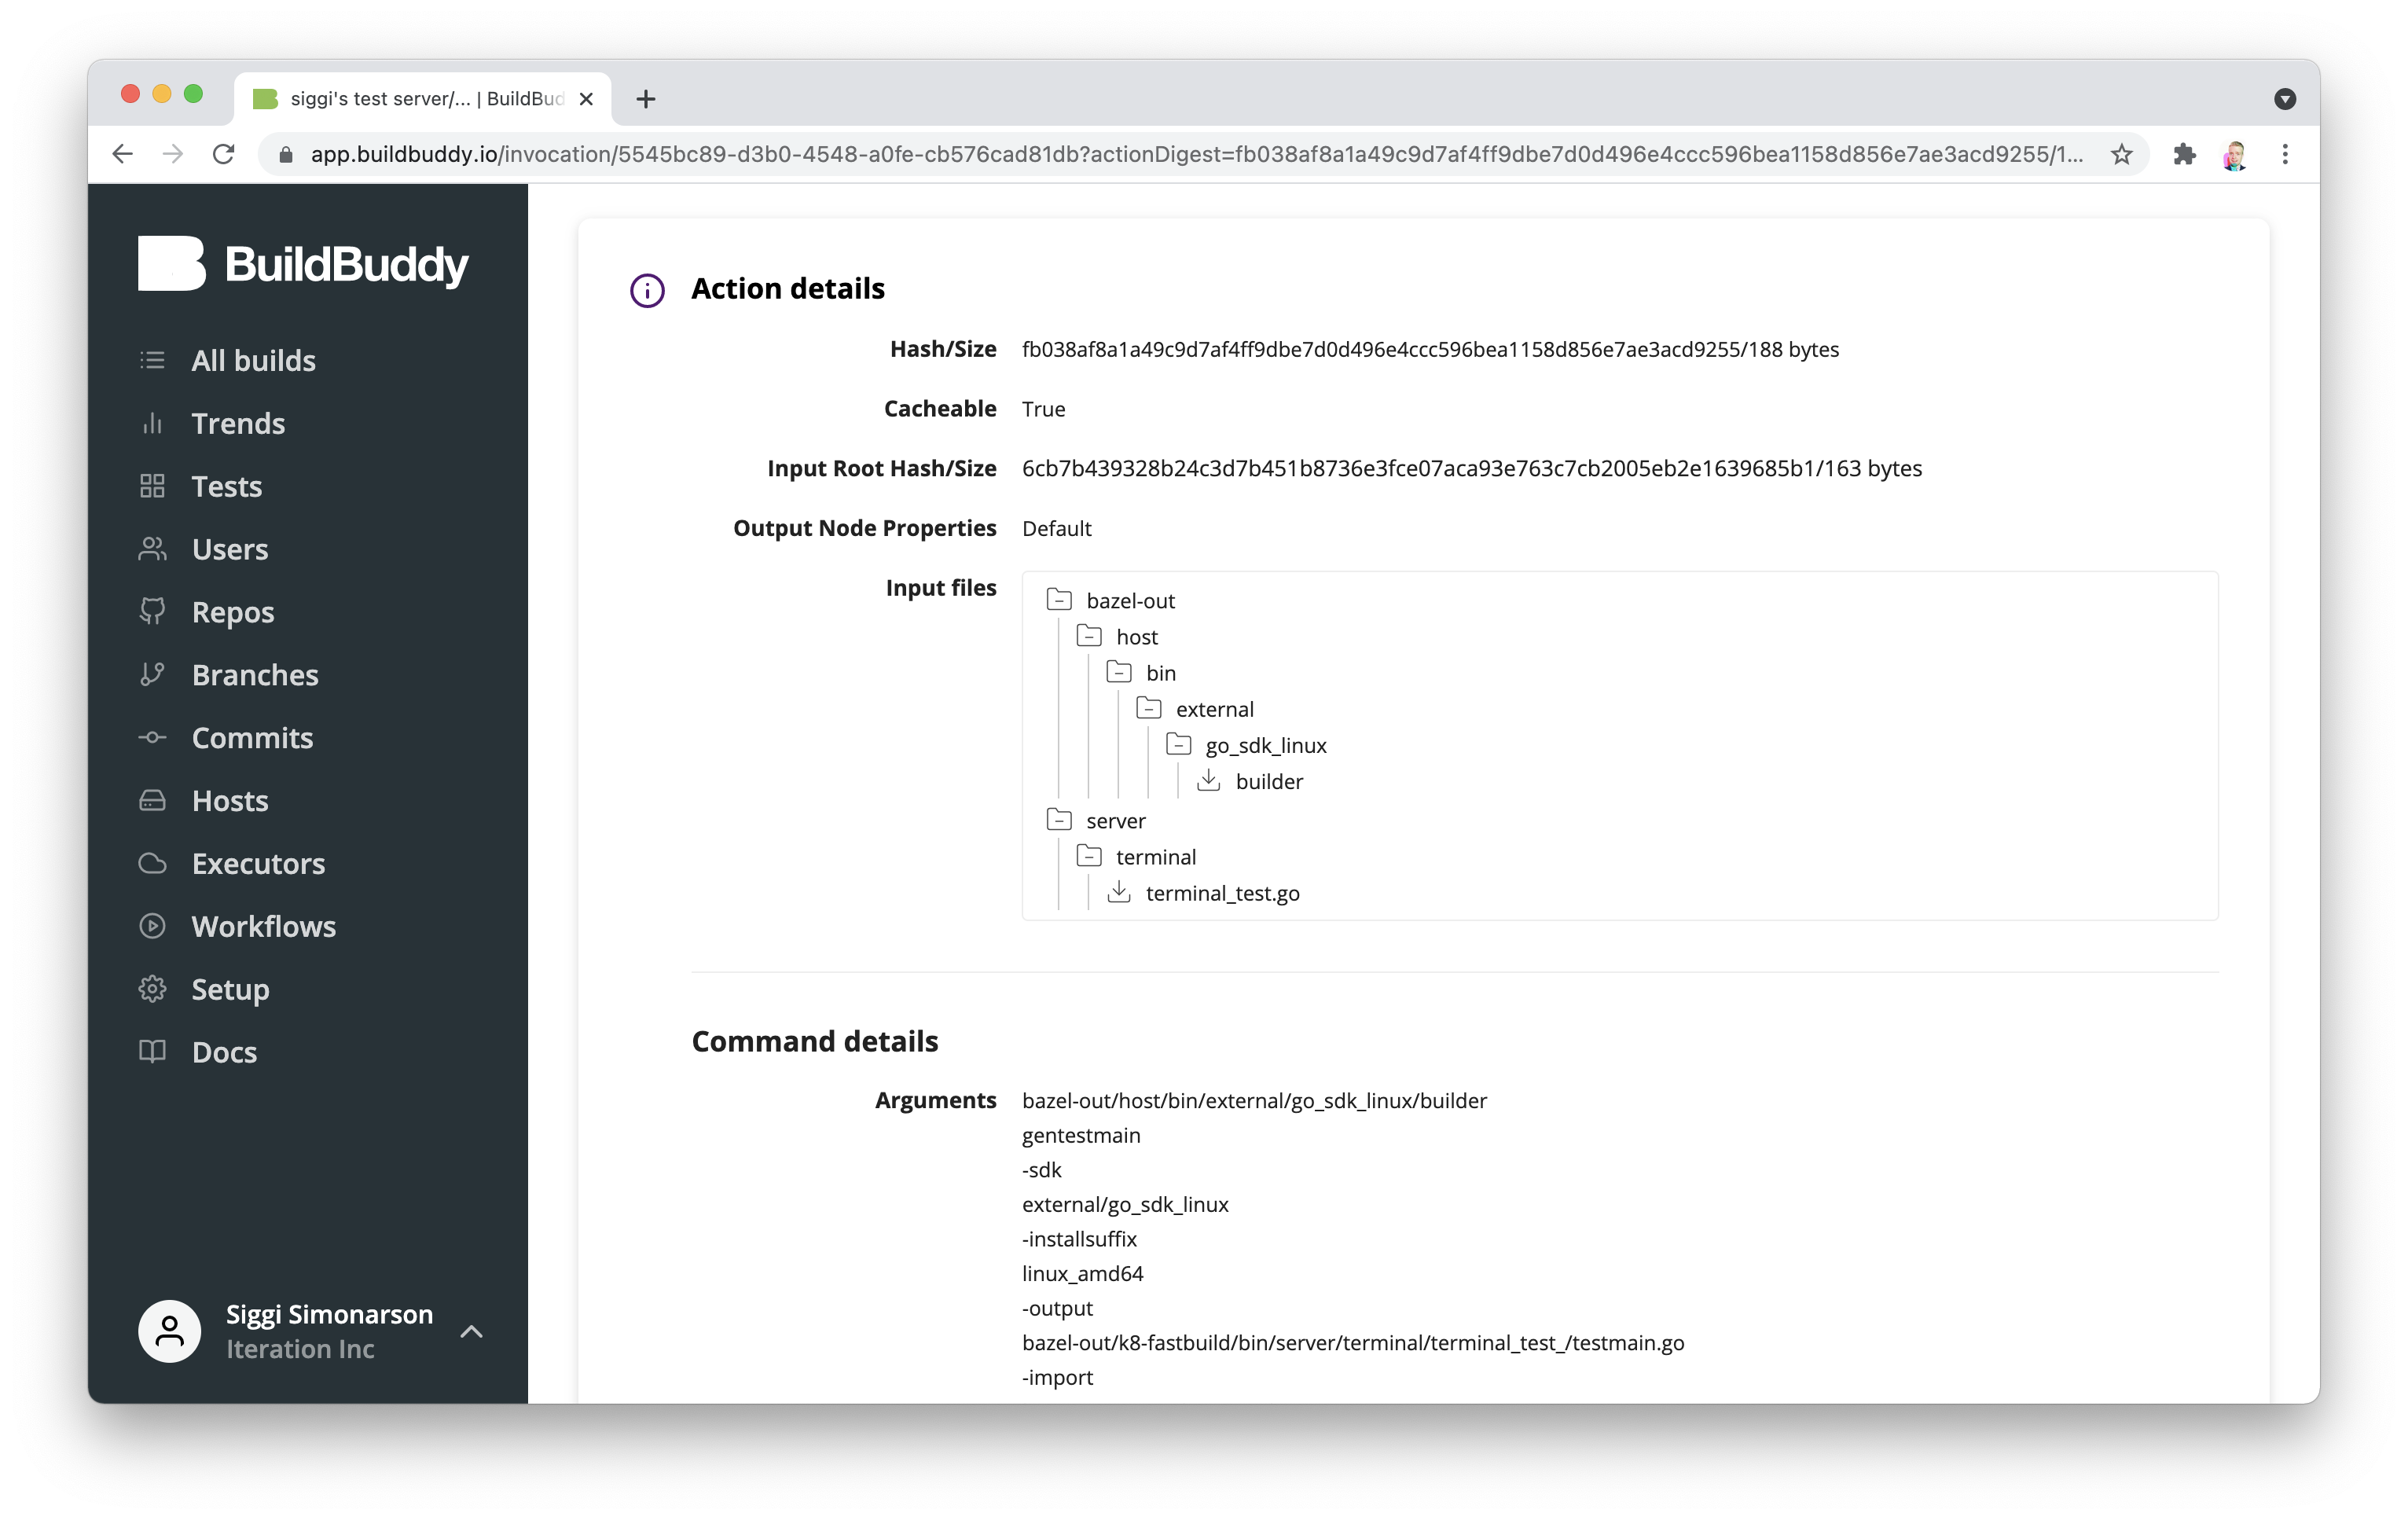 siggi's test server/... | BuildBud
app.buildbuddy.io/invocation/5545bc89-d3b0-4548-a0fe-cb576cad81db?actionDigest=fb038af8a1a49c9d7af4ff9dbe7d0d496e4ccc596bea1158d856e7ae3acd9255/1...
BuildBuddy
All builds
Trends
Tests
Users
Repos
Branches
Commits
Hosts
Executors
Workflows
Setup
Docs
Siggi Simonarson
Iteration Inc
Action details
Hash/Size fb038af8a1a49c9d7af4ff9dbe7d0d496e4ccc596bea1158d856e7ae3acd9255/188 bytes
Cacheable True
Input Root Hash/Size 6cb7b439328b24c3d7b451b8736e3fce07aca93e763c7cb2005eb2e1639685b1/163 bytes
Output Node Properties Default
Input files
bazel-out
host
bin
external
go_sdk_linux
builder
server
terminal
terminal_test.go
Command details
Arguments bazel-out/host/bin/external/go_sdk_linux/builder
gentestmain
-sdk
external/go_sdk_linux
-installsuffix
linux_amd64
-output
bazel-out/k8-fastbuild/bin/server/terminal/terminal_test_/testmain.go
-import